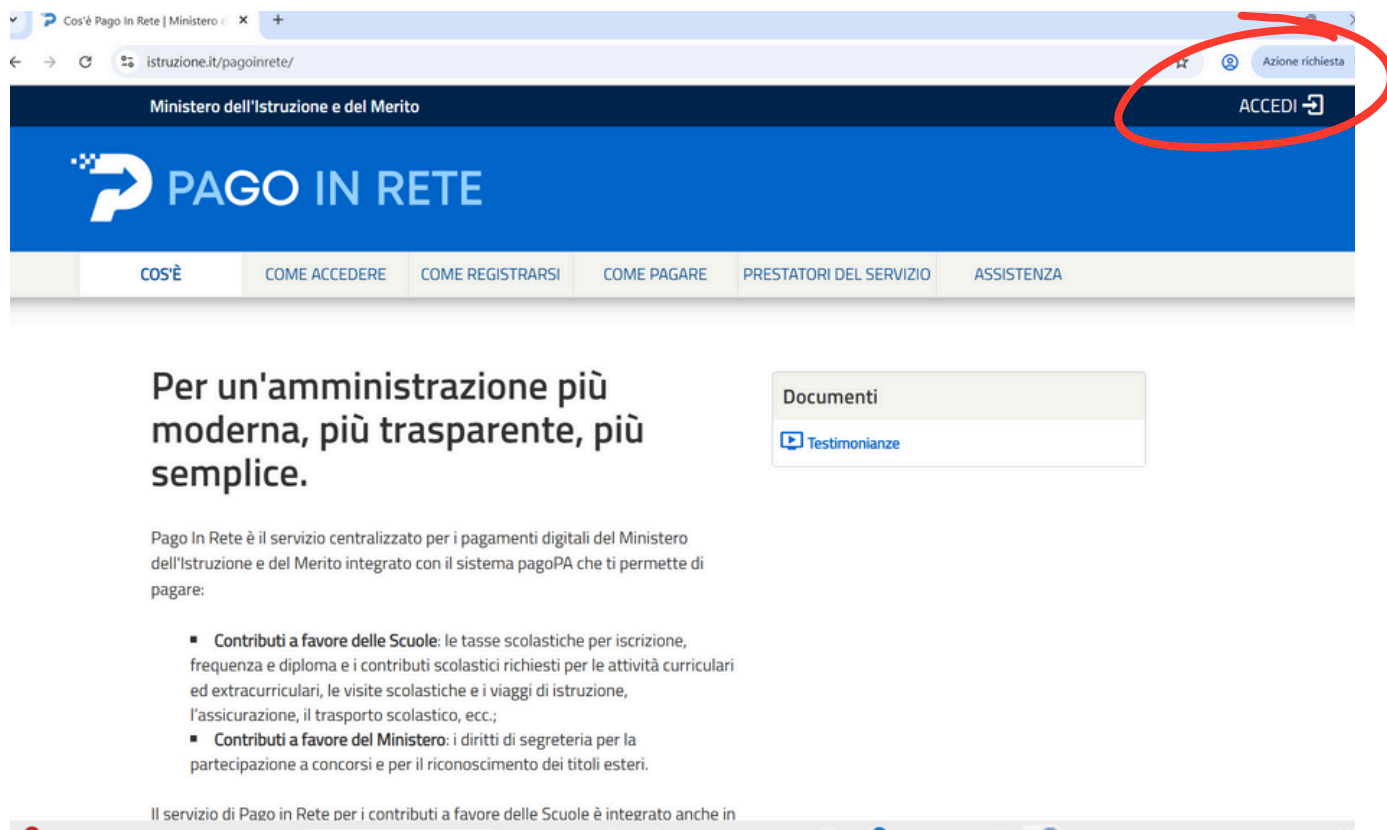 Cos'è Pago In Rete | Ministero d
istruzione.it/pagoinrete/
Azione richiesta
Ministero dell'Istruzione e del Merito
ACCEDI
PAGO IN RETE
COS'È
COME ACCEDERE
COME REGISTRARSI
COME PAGARE
PRESTATORI DEL SERVIZIO
ASSISTENZA
Per un'amministrazione più
moderna, più trasparente, più
semplice.
Documenti
Testimonianze
Pago In Rete è il servizio centralizzato per i pagamenti digitali del Ministero
dell'Istruzione e del Merito integrato con il sistema pagoPA che ti permette di
pagare:
Contributi a favore delle Scuole: le tasse scolastiche per iscrizione,
frequenza e diploma e i contributi scolastici richiesti per le attività curriculari
ed extracurriculari, le visite scolastiche e i viaggi di istruzione,
l'assicurazione, il trasporto scolastico, ecc.;
Contributi a favore del Ministero: i diritti di segreteria per la
partecipazione a concorsi e per il riconoscimento dei titoli esteri.
Il servizio di Pago in Rete per i contributi a favore delle Scuole è integrato anche in